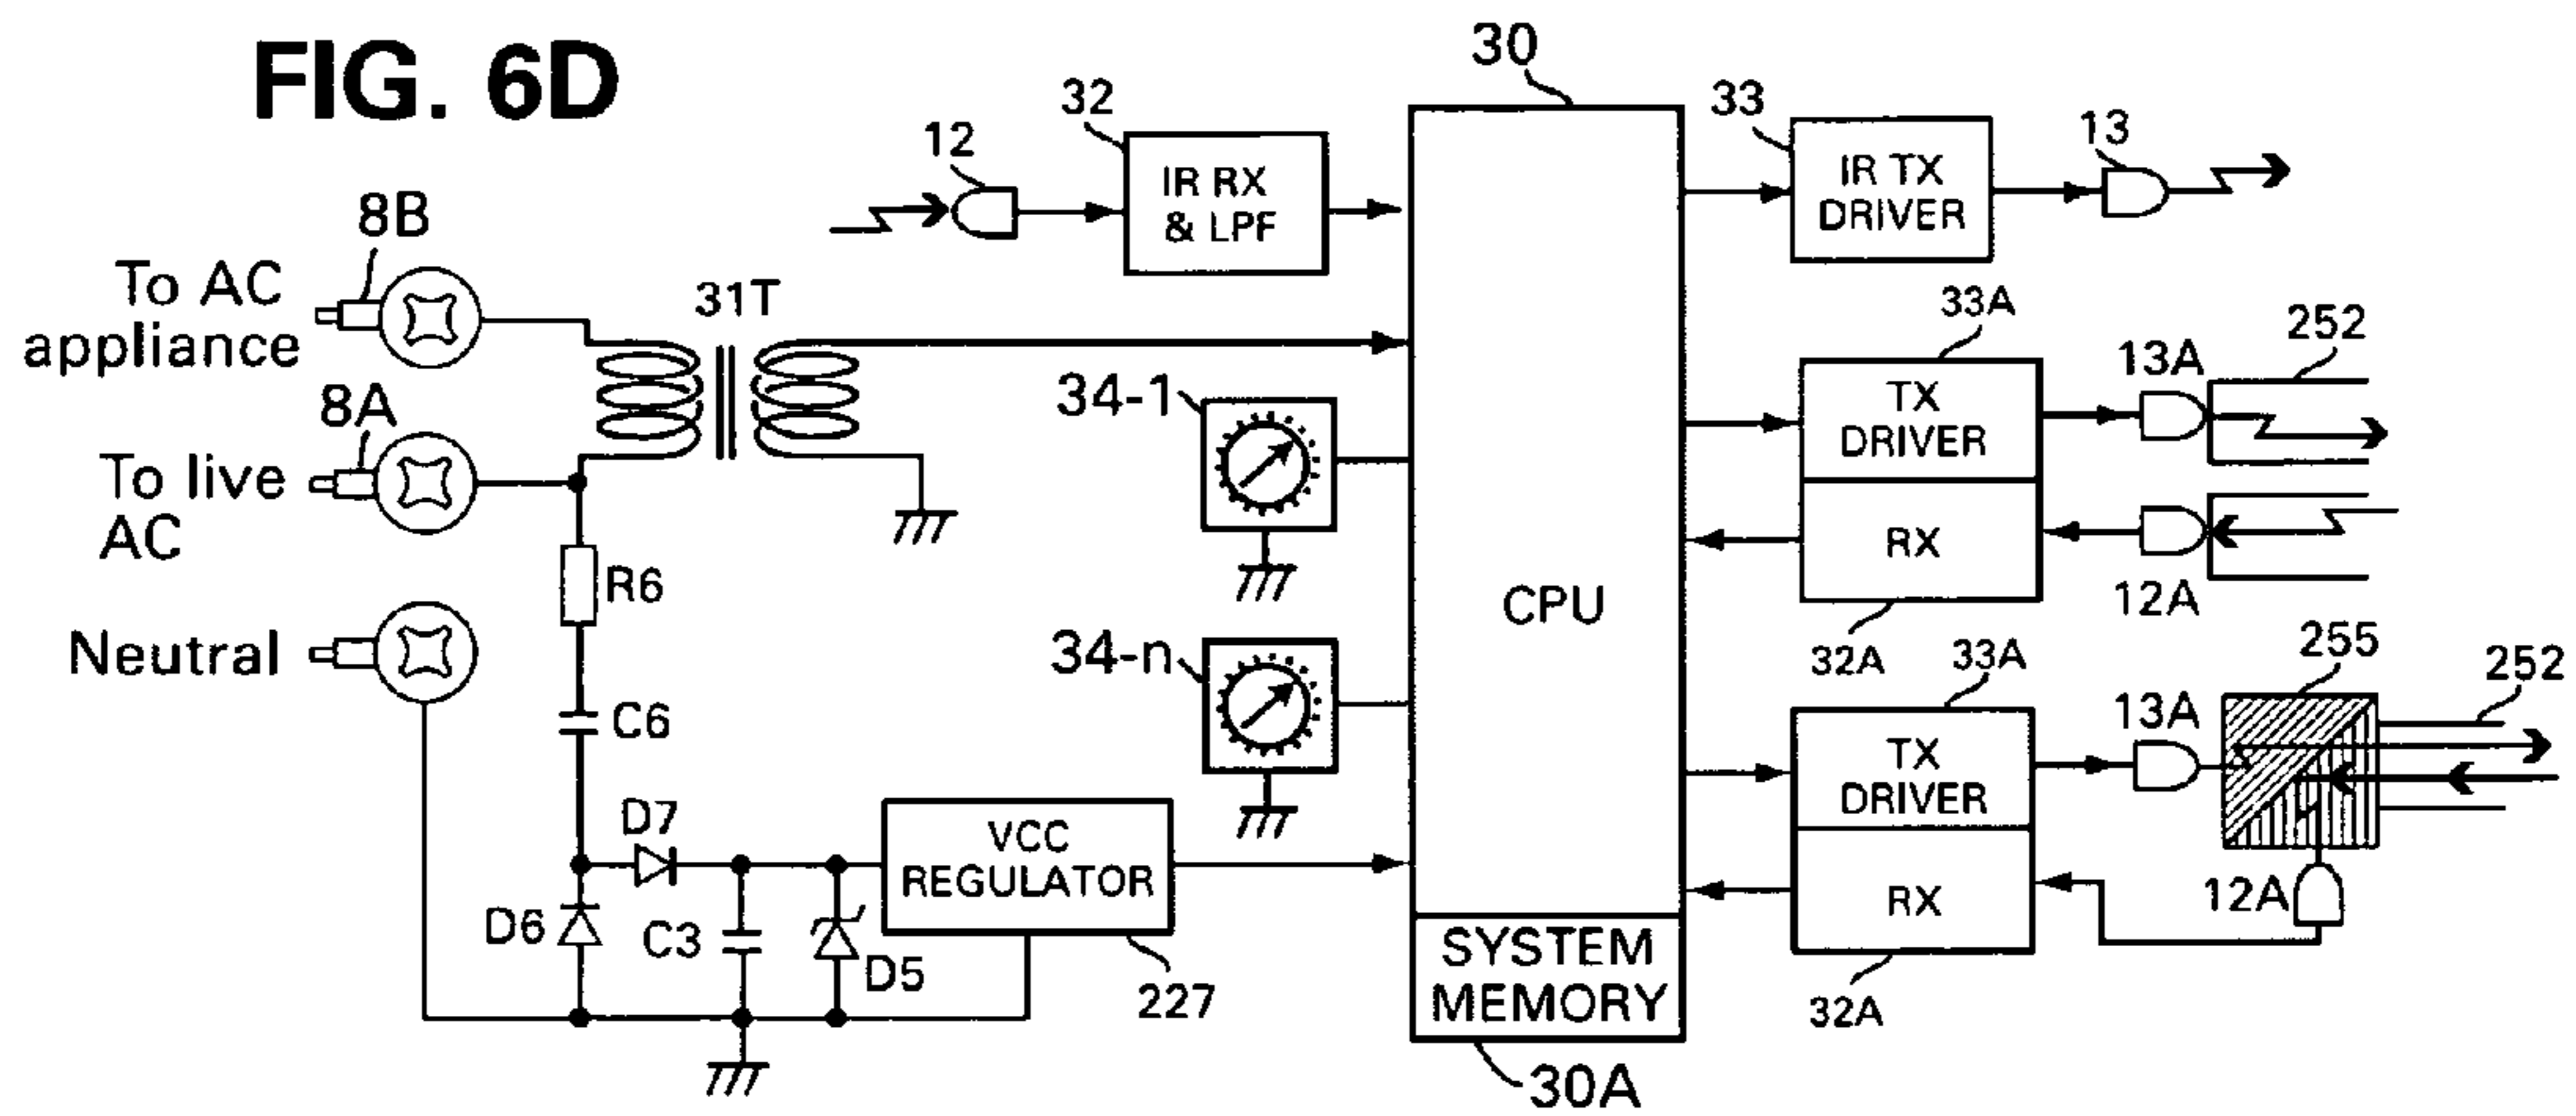 FIG. 6D
30
32
33
12
13
IR RX
& LPF
IR TX
DRIVER
8B
To AC
appliance
31T
33A
252
13A
8A
34-1
TX
DRIVER
To live
AC
RX
R6
CPU
12A
255
Neutral
34-n
32A
33A
252
C6
13A
TX
DRIVER
D7
VCC
REGULATOR
RX
12A
D6
C3
D5
SYSTEM
MEMORY
227
32A
30A